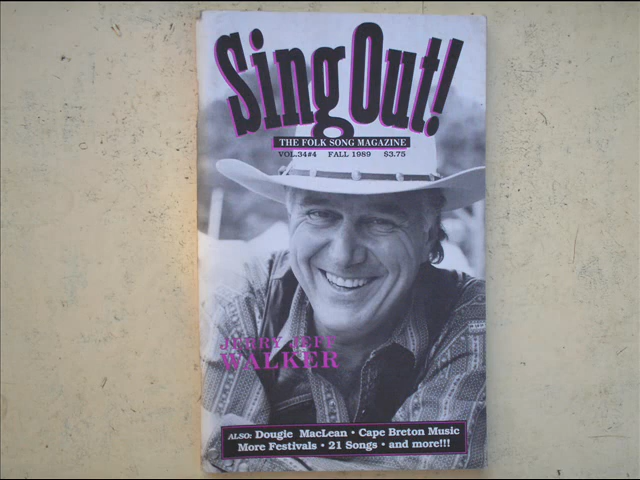 Sing Out!
THE FOLK SONG MAGAZINE
VOL.34#4 FALL 1989 $3.75
JERRY JEFF
WALKER
ALSO: Dougie MacLean • Cape Breton Music
More Festivals • 21 Songs • and more!!!